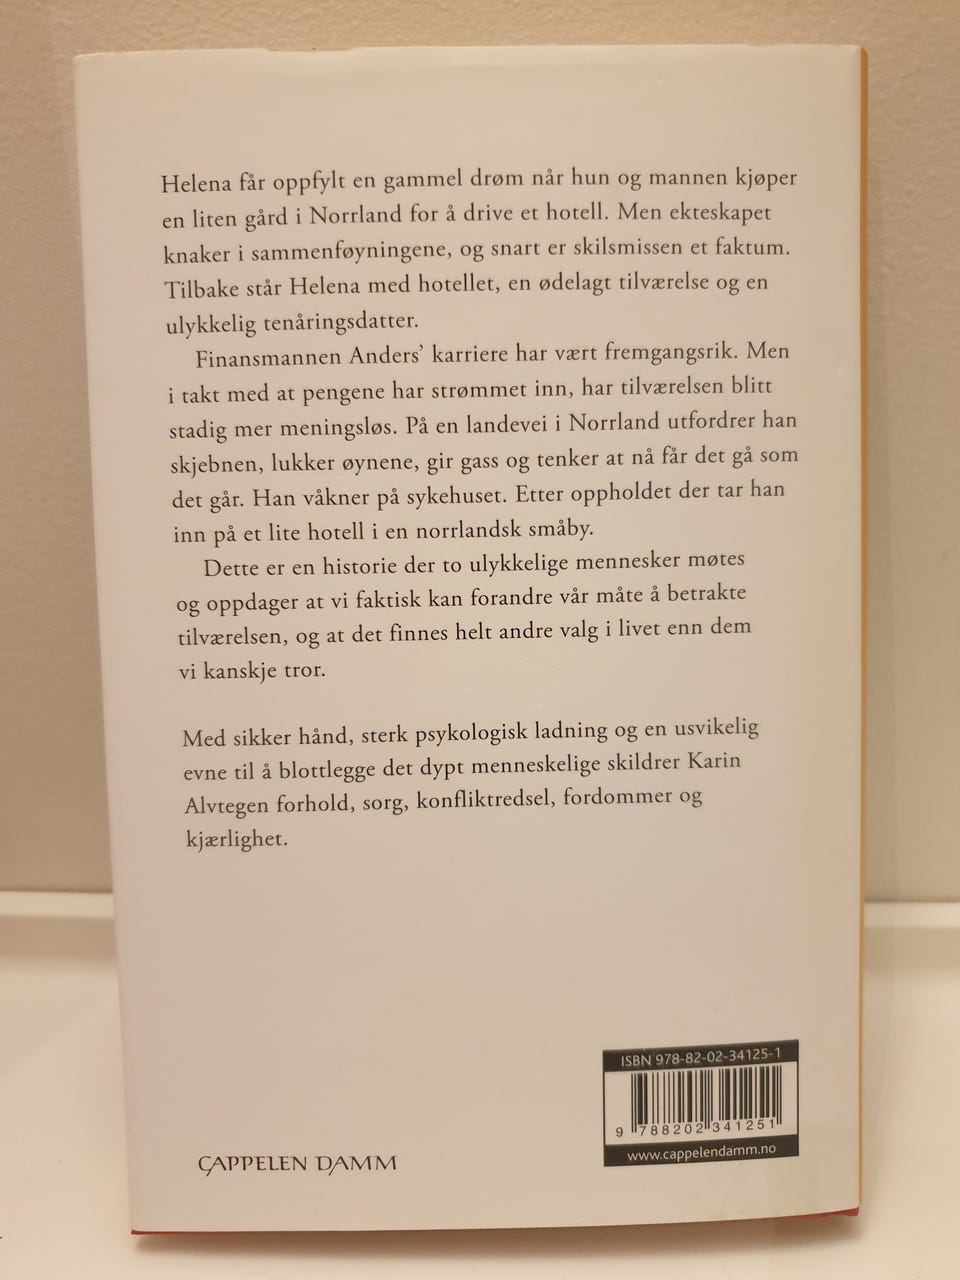 Helena får oppfylt en gammel drøm når hun og mannen kjøper
en liten gård i Norrland for å drive et hotell. Men ekteskapet
knaker i sammenføyningene, og snart er skilsmissen et faktum.
Tilbake står Helena med hotellet, en ødelagt tilværelse og en
ulykkelig tenåringsdatter.
Finansmannen Anders’ karriere har vært fremgangsrik. Men
i takt med at pengene har strømmet inn, har tilværelsen blitt
stadig mer meningsløs. På en landevei i Norrland utfordrer han
skjebnen, lukker øynene, gir gass og tenker at nå får det gå som
det går. Han våkner på sykehuset. Etter oppholdet der tar han
inn på et lite hotell i en norrlandsk småby.
Dette er en historie der to ulykkelige mennesker møtes
og oppdager at vi faktisk kan forandre vår måte å betrakte
tilværelsen, og at det finnes helt andre valg i livet enn dem
vi kanskje tror.
Med sikker hånd, sterk psykologisk ladning og en usvikelig
evne til å blottlegge det dypt menneskelige skildrer Karin
Alvtegen forhold, sorg, konfliktredsel, fordommer og
kjærlighet.
ISBN 978-82-02-34125-1
9 788202 341251
www.cappelendamm.no
CAPPELEN DAMM